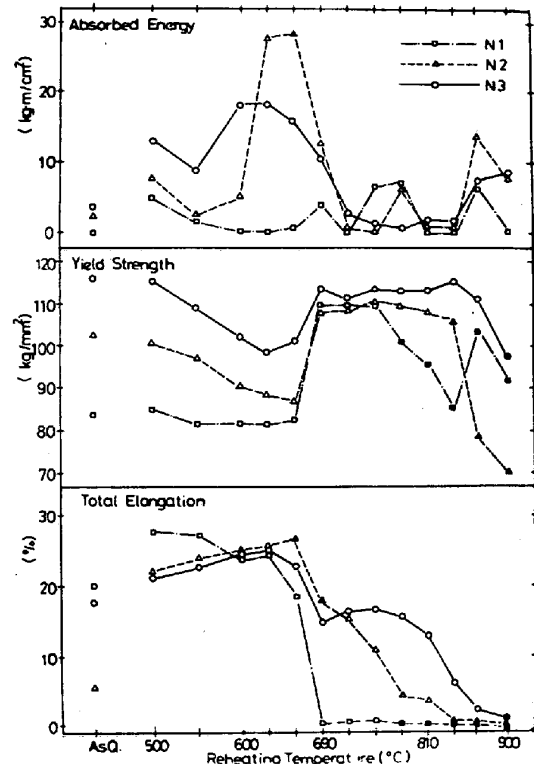 Absorbed Energy
N1
N2
N3
30
20
10
0
(kg·m/cm²)
Yield Strength
120
110
100
90
80
70
(kg/mm²)
Total Elongation
30
20
10
0
(%)
AsQ. 500 600 690 810 900
Reheating Temperature (°C)